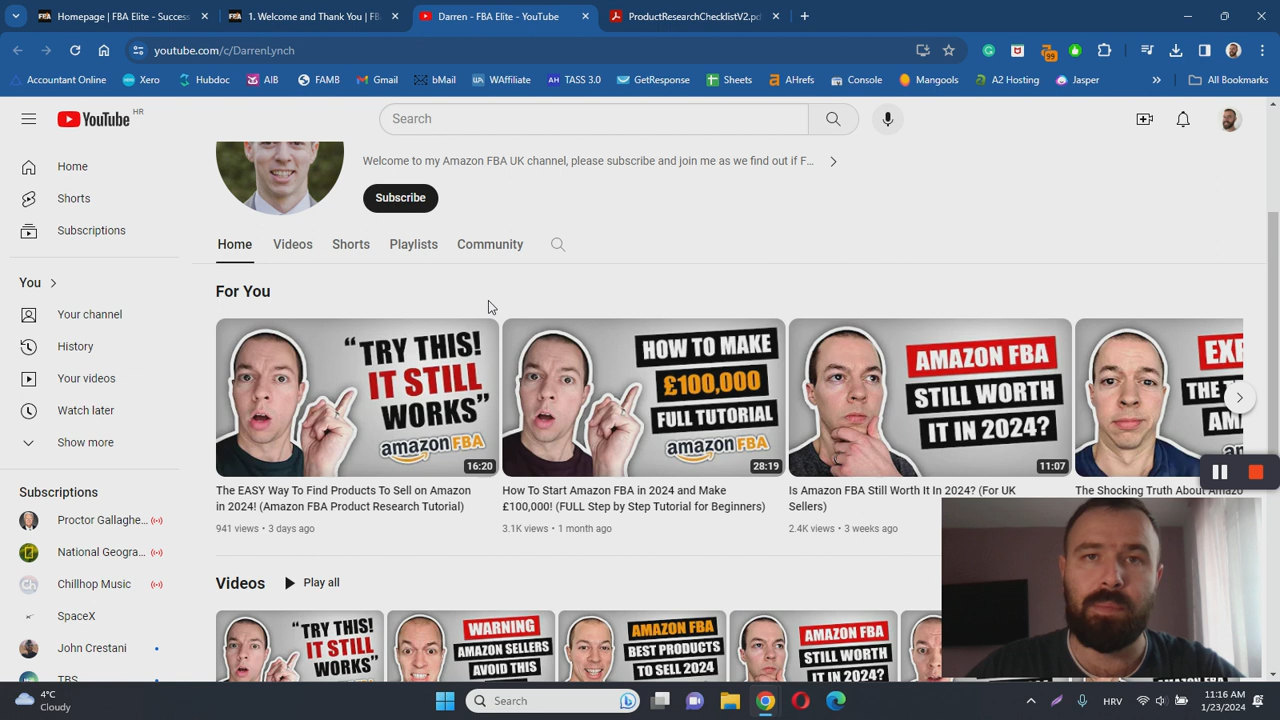 Homepage | FBA Elite - Success
1. Welcome and Thank You | FB
Darren - FBA Elite - YouTube
ProductResearchChecklistV2.pd
youtube.com/c/DarrenLynch
99
Accountant Online
Xero
Hubdoc
AIB
FAMB
Gmail
bMail
WAffiliate
TASS 3.0
GetResponse
Sheets
AHrefs
Console
Mangools
A2 Hosting
Jasper
All Bookmarks
YouTube HR
Search
Home
Shorts
Subscriptions
You
Your channel
History
Your videos
Watch later
Show more
Subscriptions
Proctor Gallaghe...
National Geogra...
Chillhop Music
SpaceX
John Crestani
TBS
Welcome to my Amazon FBA UK channel, please subscribe and join me as we find out if F...
Subscribe
Home Videos Shorts Playlists Community
For You
"TRY THIS!
IT STILL
WORKS"
amazon FBA
16:20
The EASY Way To Find Products To Sell on Amazon
in 2024! (Amazon FBA Product Research Tutorial)
941 views • 3 days ago
HOW TO MAKE
£100,000
FULL TUTORIAL
amazon FBA
28:19
How To Start Amazon FBA in 2024 and Make
£100,000! (FULL Step by Step Tutorial for Beginners)
3.1K views • 1 month ago
AMAZON FBA
STILL WORTH
IT IN 2024?
11:07
Is Amazon FBA Still Worth It In 2024? (For UK
Sellers)
2.4K views • 3 weeks ago
The Shocking Truth About Amazo
Videos
Play all
"TRY THIS!
IT STILL
WORKS"
WARNING
AMAZON SELLERS
AVOID THIS
AMAZON FBA
BEST PRODUCTS
TO SELL 2024
AMAZON FBA
STILL WORTH
IT IN 2024?
4°C
Cloudy
Search
HRV
11:16 AM
1/23/2024